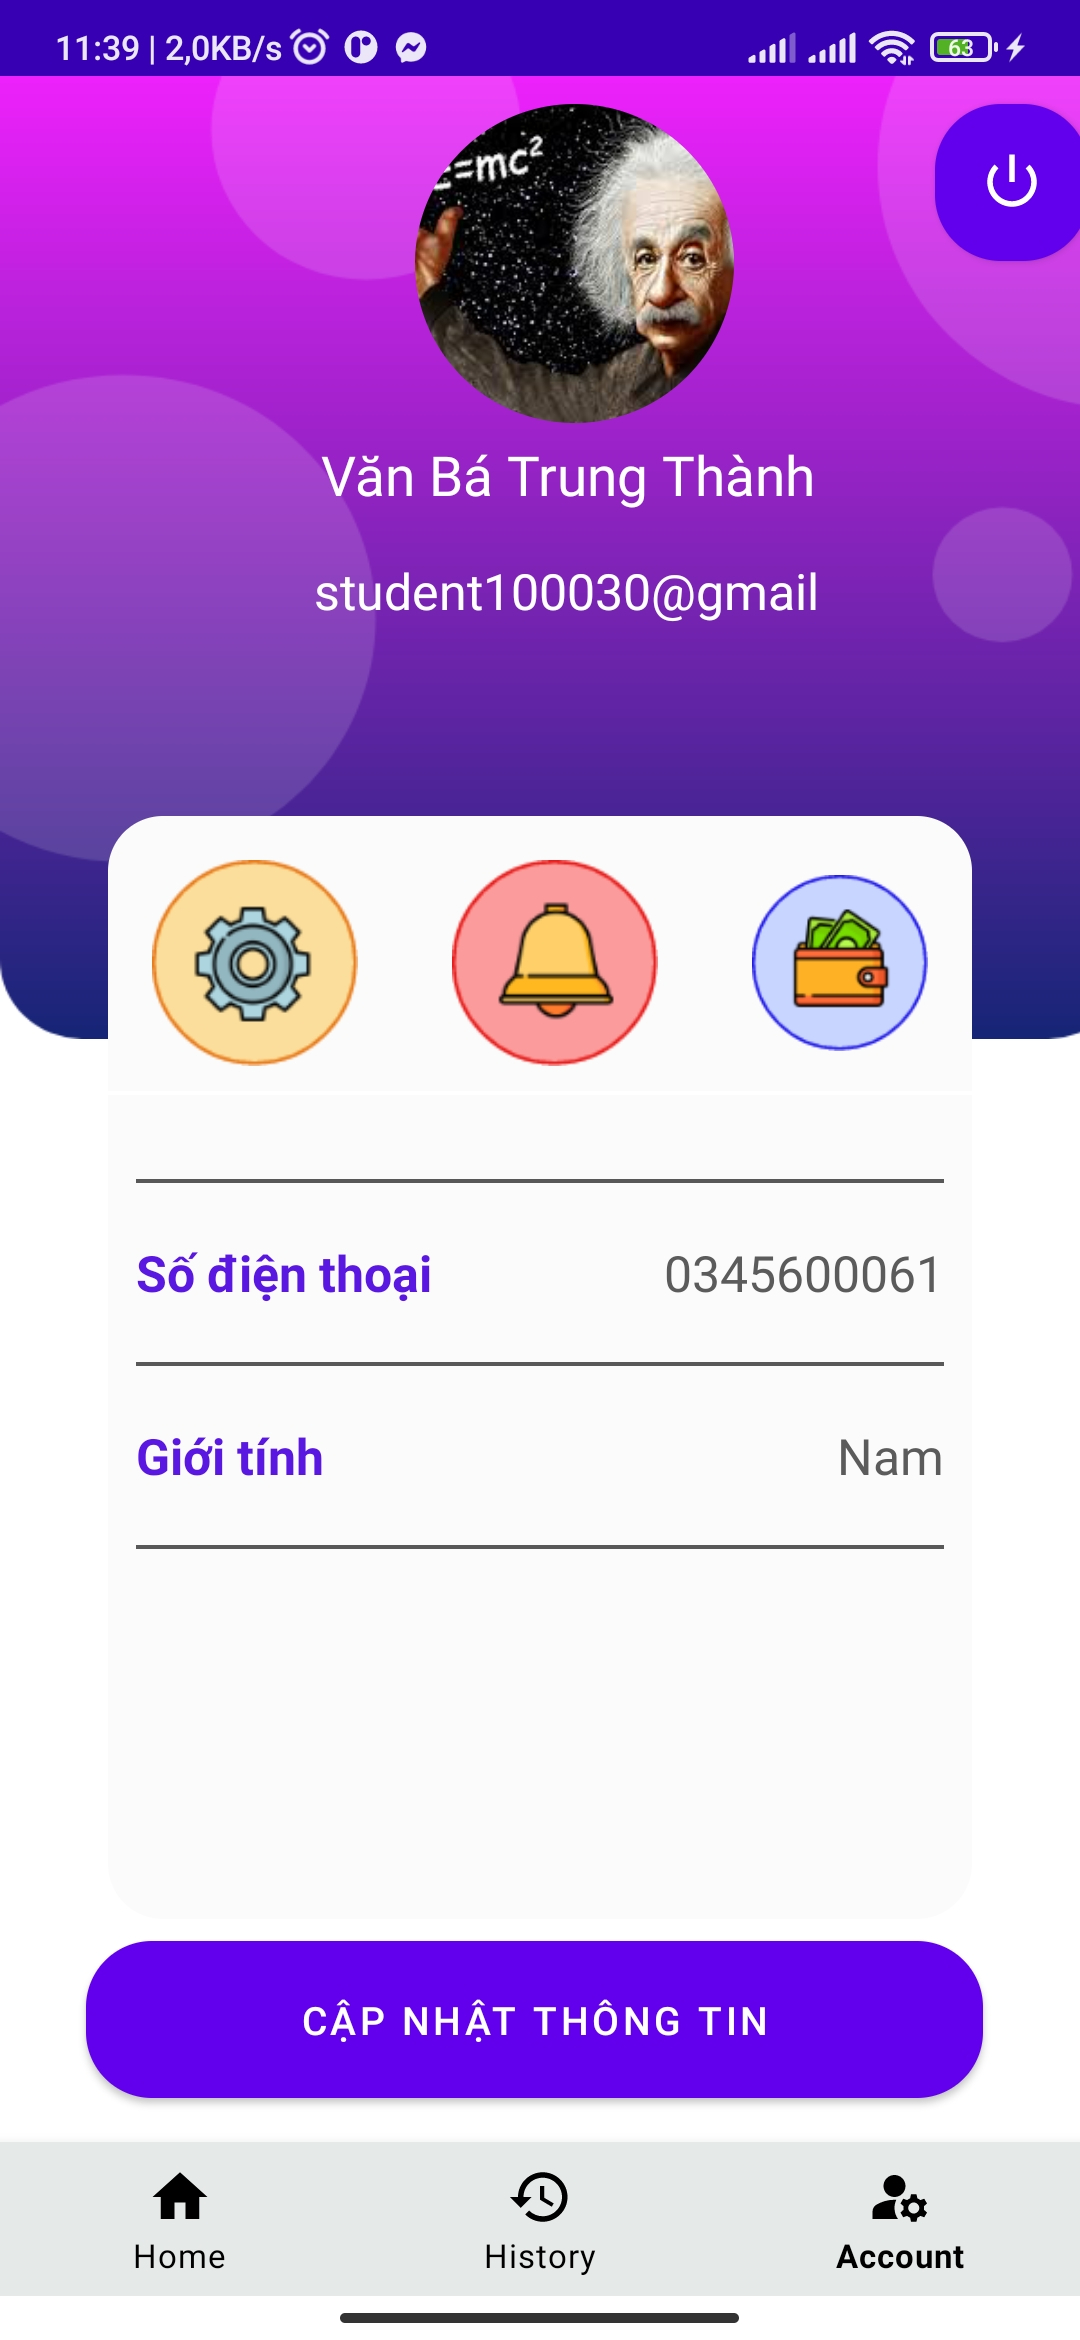 11:39 | 2,0KB/s
63
=mc²
Văn Bá Trung Thành
student100030@gmail
Số điện thoại 0345600061
Giới tính Nam
CẬP NHẬT THÔNG TIN
Home History Account